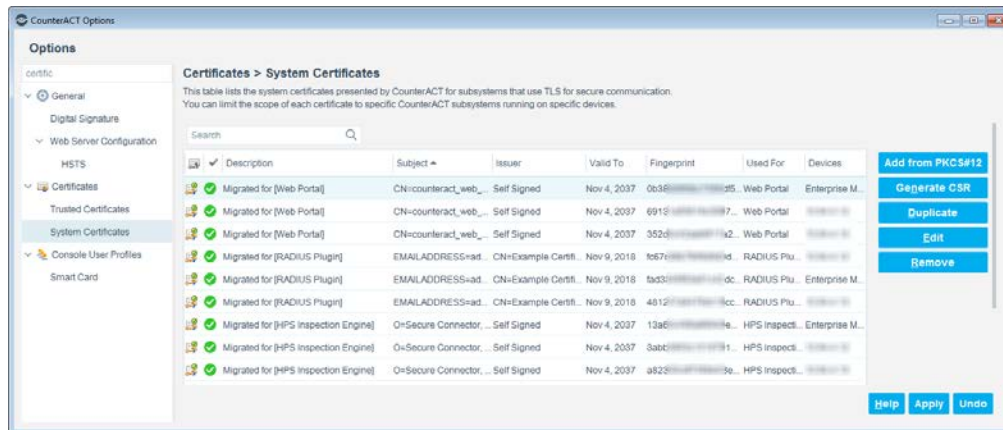 CounterACT Options
Options
certific
General
Digital Signature
Web Server Configuration
HSTS
Certificates
Trusted Certificates
System Certificates
Console User Profiles
Smart Card
Certificates > System Certificates
This table lists the system certificates presented by CounterACT for subsystems that use TLS for secure communication.
You can limit the scope of each certificate to specific CounterACT subsystems running on specific devices.
Search
Description Subject Issuer Valid To Fingerprint Used For Devices
Migrated for [Web Portal] CN=counteract_web_... Self Signed Nov 4, 2037 Web Portal Enterprise M...
Migrated for [Web Portal] CN=counteract_web_... Self Signed Nov 4, 2037 Web Portal
Migrated for [Web Portal] CN=counteract_web_... Self Signed Nov 4, 2037 Web Portal
Migrated for [RADIUS Plugin] EMAILADDRESS=ad... CN=Example Certifi... Nov 9, 2018 RADIUS Plu...
Migrated for [RADIUS Plugin] EMAILADDRESS=ad... CN=Example Certifi... Nov 9, 2018 RADIUS Plu... Enterprise M...
Migrated for [RADIUS Plugin] EMAILADDRESS=ad... CN=Example Certifi... Nov 9, 2018 RADIUS Plu...
Migrated for [HPS Inspection Engine] O=Secure Connector, ... Self Signed Nov 4, 2037 HPS Inspecti... Enterprise M...
Migrated for [HPS Inspection Engine] O=Secure Connector, ... Self Signed Nov 4, 2037 HPS Inspecti...
Migrated for [HPS Inspection Engine] O=Secure Connector, ... Self Signed Nov 4, 2037 HPS Inspecti...
Add from PKCS#12
Generate CSR
Duplicate
Edit
Remove
Help Apply Undo